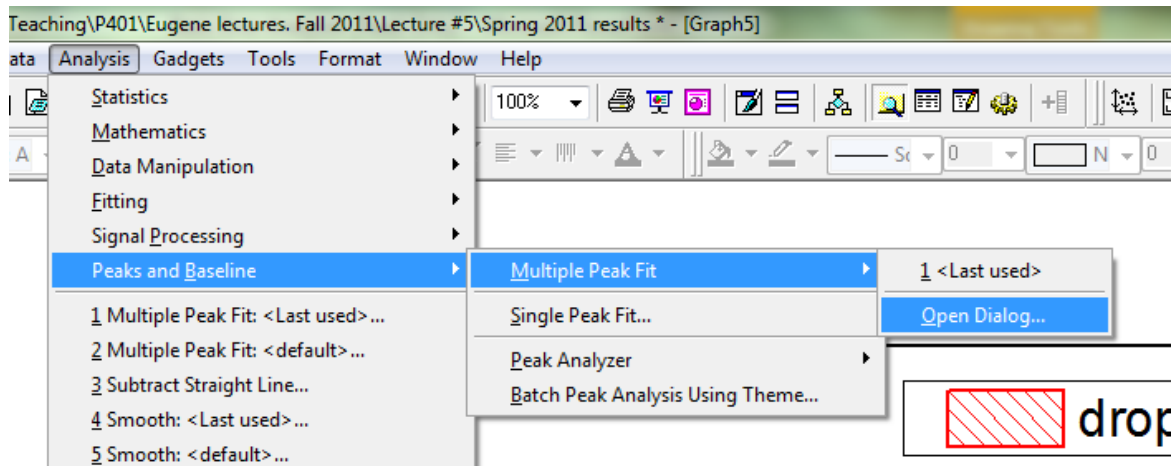 Teaching\P401\Eugene lectures. Fall 2011\Lecture #5\Spring 2011 results * - [Graph5]
ata Analysis Gadgets Tools Format Window Help
100%
A Sc 0 N 0
Statistics
Mathematics
Data Manipulation
Fitting
Signal Processing
Peaks and Baseline
Multiple Peak Fit
1 <Last used>
Open Dialog...
Single Peak Fit...
Peak Analyzer
Batch Peak Analysis Using Theme...
1 Multiple Peak Fit: <Last used>...
2 Multiple Peak Fit: <default>...
3 Subtract Straight Line...
4 Smooth: <Last used>...
5 Smooth: <default>...
drop